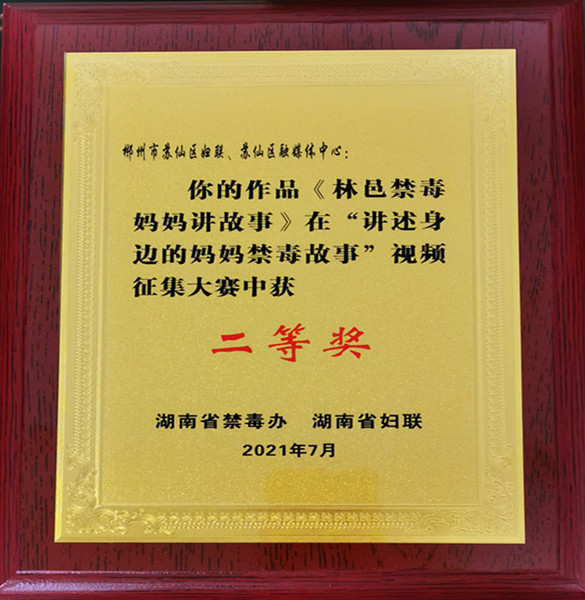 郴州市苏仙区妇联、苏仙区融媒体中心：
你的作品《林邑禁毒
妈妈讲故事》在“讲述身
边的妈妈禁毒故事”视频
征集大赛中获
二等奖
湖南省禁毒办 湖南省妇联
2021年7月